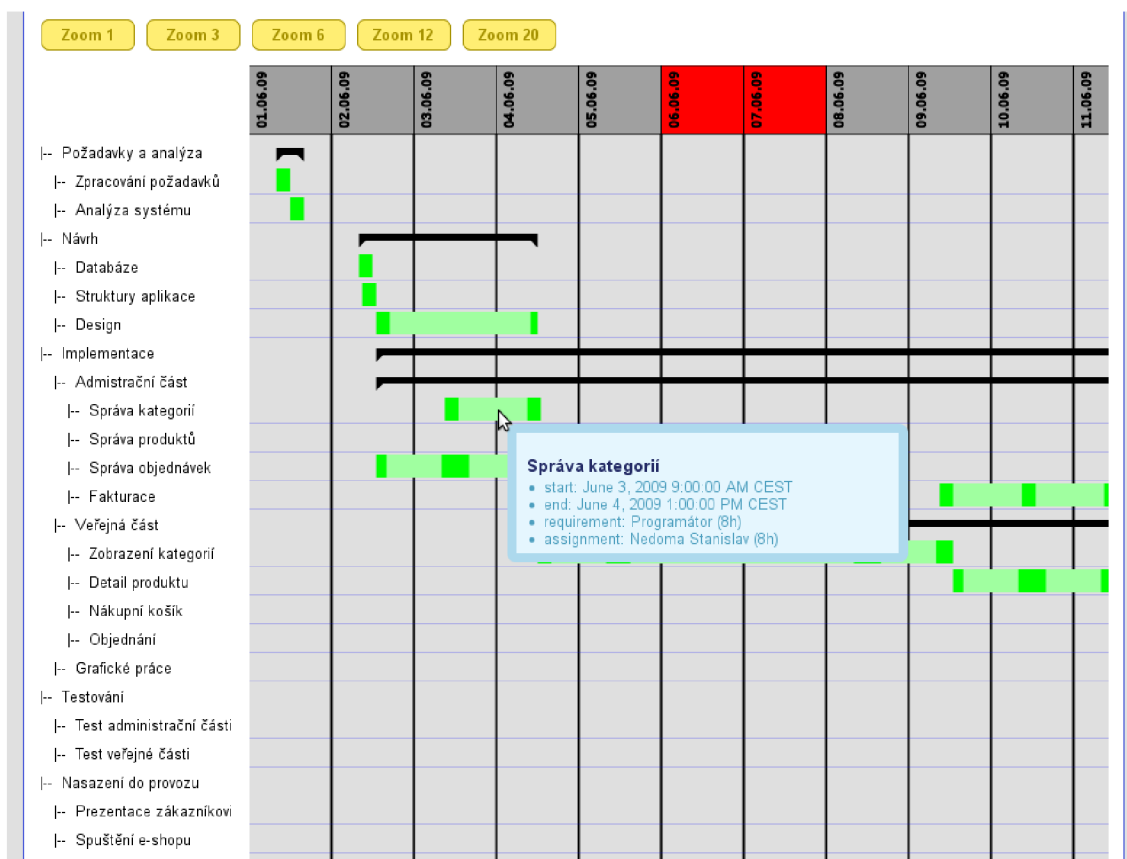 Zoom 1 Zoom 3 Zoom 6 Zoom 12 Zoom 20
01.06.09 02.06.09 03.06.09 04.06.09 05.06.09 06.06.09 07.06.09 08.06.09 09.06.09 10.06.09 11.06.09
|-- Požadavky a analýza
|-- Zpracování požadavků
|-- Analýza systému
|-- Návrh
|-- Databáze
|-- Struktury aplikace
|-- Design
|-- Implementace
|-- Admistrační část
|-- Správa kategorií
|-- Správa produktů
|-- Správa objednávek
|-- Fakturace
|-- Veřejná část
|-- Zobrazení kategorií
|-- Detail produktu
|-- Nákupní košík
|-- Objednání
|-- Grafické práce
|-- Testování
|-- Test administrační části
|-- Test veřejné části
|-- Nasazení do provozu
|-- Prezentace zákazníkovi
|-- Spuštění e-shopu
Správa kategorií
• start: June 3, 2009 9:00:00 AM CEST
• end: June 4, 2009 1:00:00 PM CEST
• requirement: Programátor (8h)
• assignment: Nedoma Stanislav (8h)